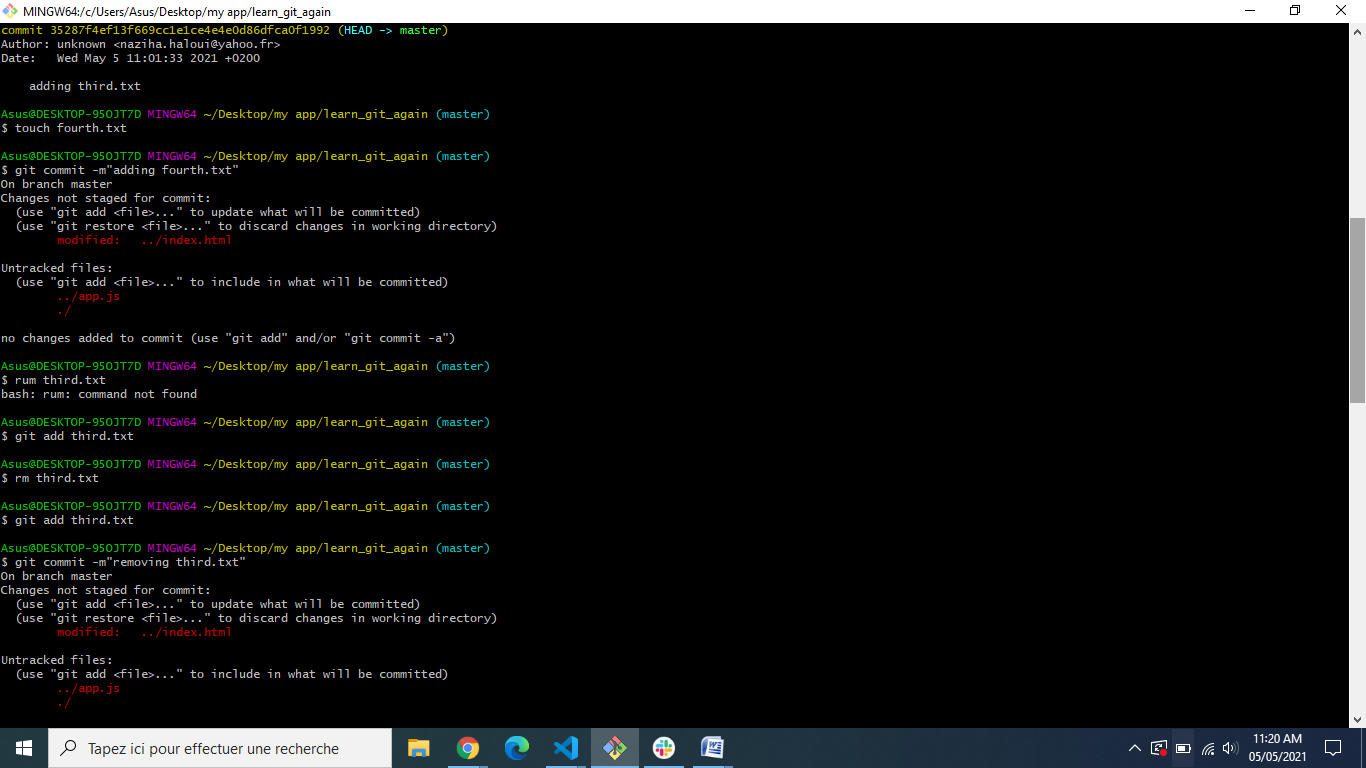 MINGW64:/c/Users/Asus/Desktop/my app/learn_git_again
commit 35287f4ef13f669cc1e1ce4e4e0d86dfca0f1992 (HEAD -> master)
Author: unknown <naziha.haloui@yahoo.fr>
Date:   Wed May 5 11:01:33 2021 +0200
    adding third.txt
Asus@DESKTOP-95OJT7D MINGW64 ~/Desktop/my app/learn_git_again (master)
$ touch fourth.txt
Asus@DESKTOP-95OJT7D MINGW64 ~/Desktop/my app/learn_git_again (master)
$ git commit -m"adding fourth.txt"
On branch master
Changes not staged for commit:
  (use "git add <file>..." to update what will be committed)
  (use "git restore <file>..." to discard changes in working directory)
        modified:   ../index.html
Untracked files:
  (use "git add <file>..." to include in what will be committed)
        ../app.js
        ./
no changes added to commit (use "git add" and/or "git commit -a")
Asus@DESKTOP-95OJT7D MINGW64 ~/Desktop/my app/learn_git_again (master)
$ rum third.txt
bash: rum: command not found
Asus@DESKTOP-95OJT7D MINGW64 ~/Desktop/my app/learn_git_again (master)
$ git add third.txt
Asus@DESKTOP-95OJT7D MINGW64 ~/Desktop/my app/learn_git_again (master)
$ rm third.txt
Asus@DESKTOP-95OJT7D MINGW64 ~/Desktop/my app/learn_git_again (master)
$ git add third.txt
Asus@DESKTOP-95OJT7D MINGW64 ~/Desktop/my app/learn_git_again (master)
$ git commit -m"removing third.txt"
On branch master
Changes not staged for commit:
  (use "git add <file>..." to update what will be committed)
  (use "git restore <file>..." to discard changes in working directory)
        modified:   ../index.html
Untracked files:
  (use "git add <file>..." to include in what will be committed)
        ../app.js
        ./
Tapez ici pour effectuer une recherche
11:20 AM
05/05/2021